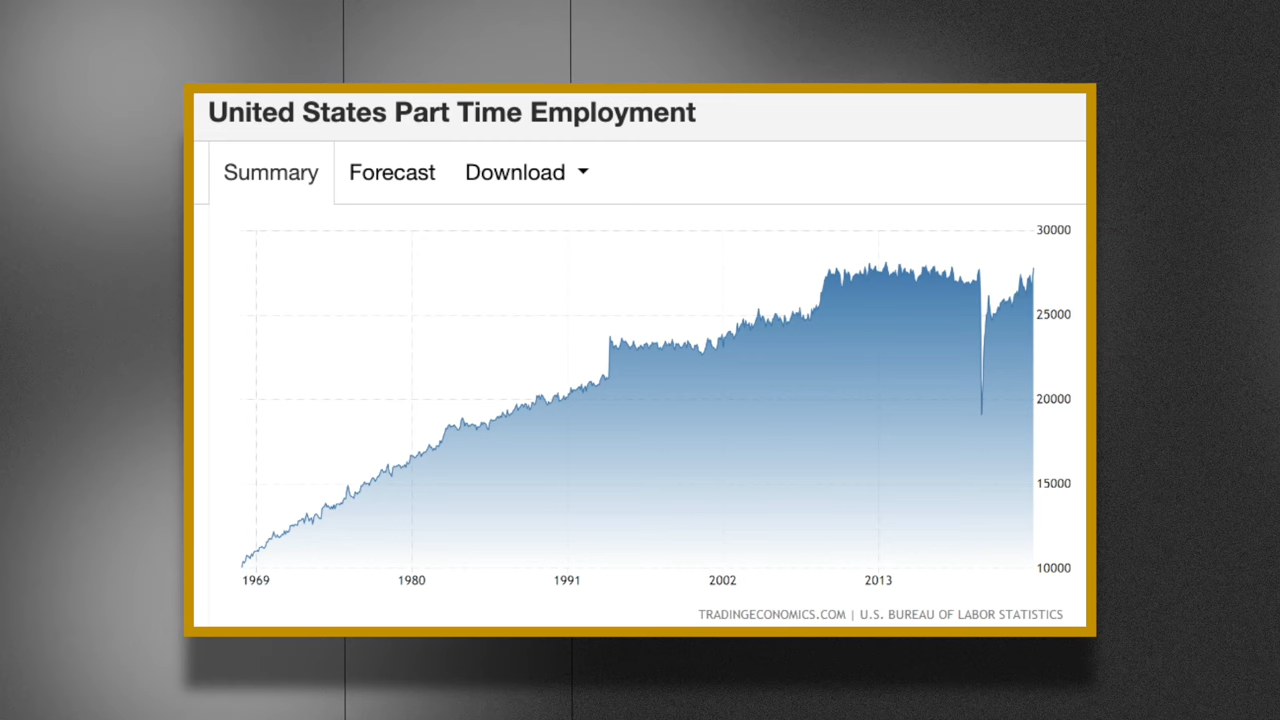 United States Part Time Employment
Summary Forecast Download
30000
25000
20000
15000
10000
1969 1980 1991 2002 2013
TRADINGECONOMICS.COM | U.S. BUREAU OF LABOR STATISTICS